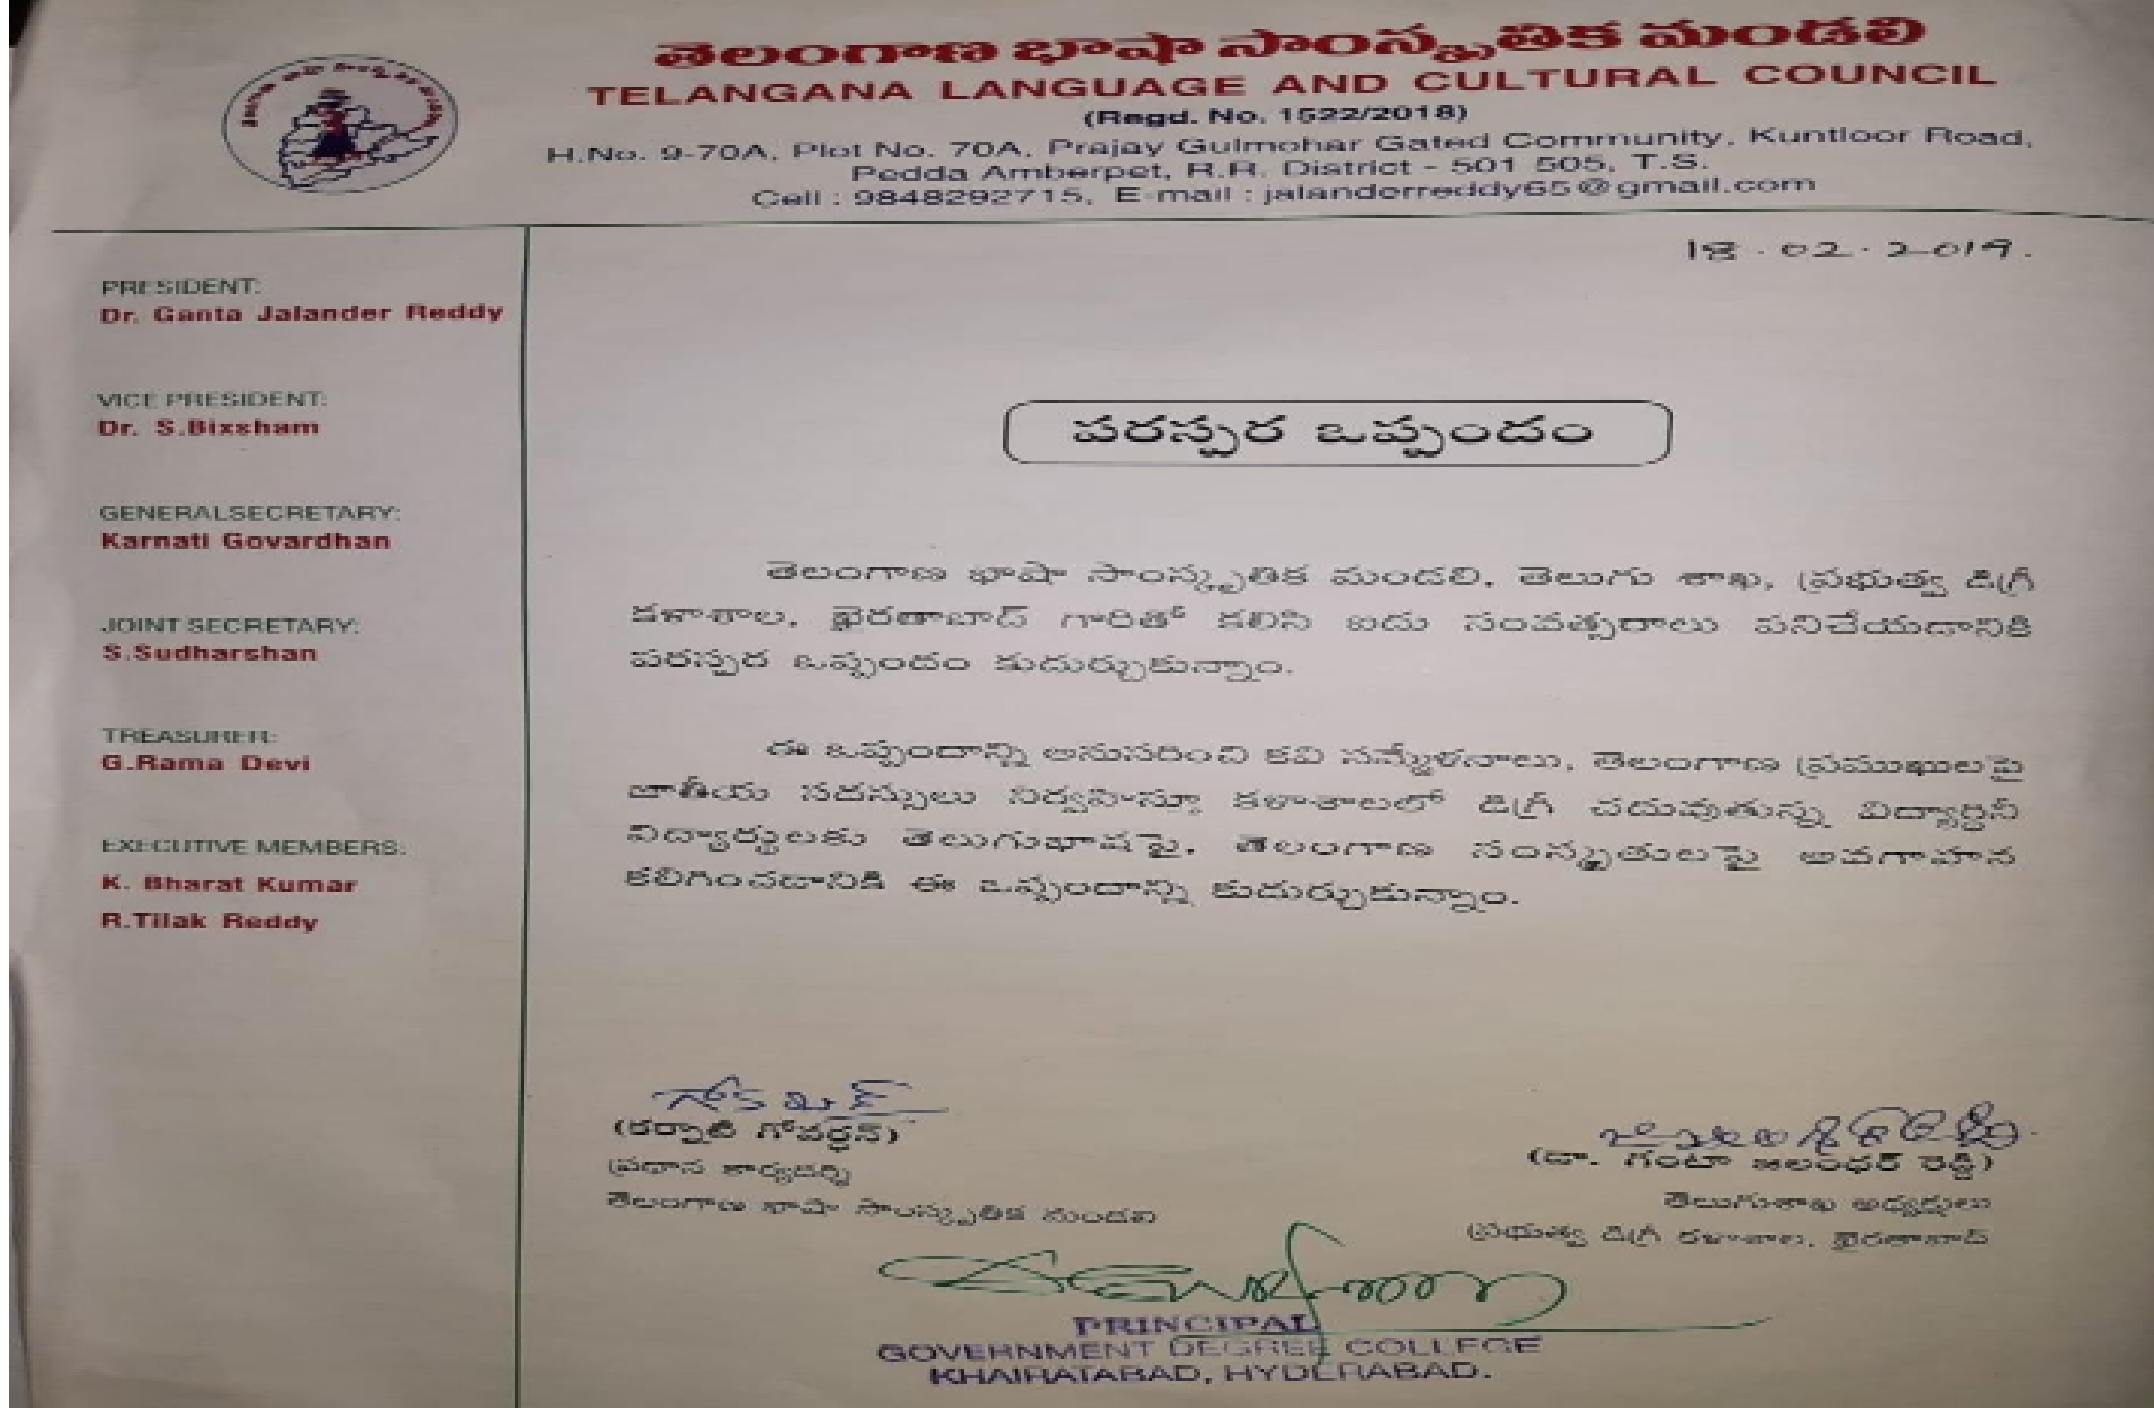 తెలంగాణ భాషా సాంస్కృతిక మండలి
TELANGANA LANGUAGE AND CULTURAL COUNCIL
(Regd. No. 1522/2018)
H.No. 9-70A, Plot No. 70A, Prajay Gulmohar Gated Community, Kuntloor Road,
Pedda Amberpet, R.R. District - 501 505, T.S.
Cell : 9848292715, E-mail : jalanderreddy65@gmail.com
18.02.2019.
PRESIDENT:
Dr. Ganta Jalander Reddy
VICE PRESIDENT:
Dr. S.Bixsham
GENERALSECRETARY:
Karnati Govardhan
JOINT SECRETARY:
S.Sudharshan
TREASURER:
G.Rama Devi
EXECUTIVE MEMBERS:
K. Bharat Kumar
R.Tilak Reddy
పరస్పర ఒప్పందం
తెలంగాణ భాషా సాంస్కృతిక మండలి, తెలుగు శాఖ, ప్రభుత్వ డిగ్రీ
కళాశాల, ఖైరతాబాద్ గారితో కలిసి ఐదు సంవత్సరాలు పనిచేయడానికి
పరస్పర ఒప్పందం కుదుర్చుకున్నాం.
ఈ ఒప్పందాన్ని అనుసరించి కవి సమ్మేళనాలు, తెలంగాణ ప్రముఖులపై
జాతీయ సదస్సులు నిర్వహిస్తూ కళాశాలలో డిగ్రీ చదువుతున్న విద్యార్థినీ
విద్యార్థులకు తెలుగుభాషపై, తెలంగాణ సంస్కృతులపై అవగాహన
కలిగించడానికి ఈ ఒప్పందాన్ని కుదుర్చుకున్నాం.
(కర్నాటి గోవర్ధన్)
ప్రధాన కార్యదర్శి
తెలంగాణ భాషా సాంస్కృతిక మండలి
(డా. గంటా జలంధర్ రెడ్డి)
తెలుగుశాఖ అధ్యక్షులు
ప్రభుత్వ డిగ్రీ కళాశాల, ఖైరతాబాద్
PRINCIPAL
GOVERNMENT DEGREE COLLEGE
KHAIRATABAD, HYDERABAD.